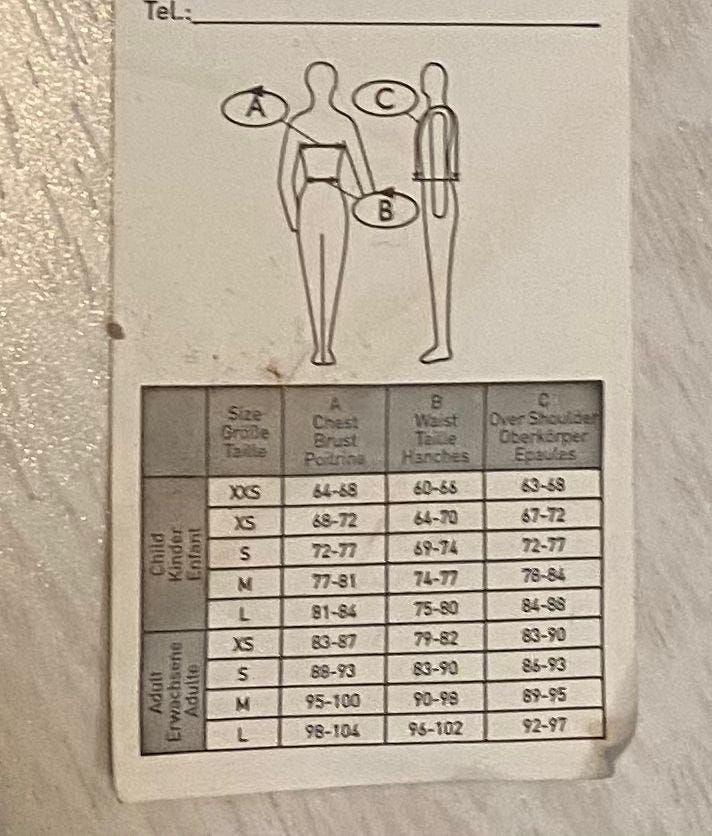 Tel.:
A
C
B
Size
Größe
Taille
A
Chest
Brust
Poitrine
B
Waist
Taille
Hanches
C
Over Shoulder
Oberkörper
Epaules
Child
Kinder
Enfant
XXS 64-68 60-66 63-68
XS 68-72 64-70 67-72
S 72-77 69-74 72-77
M 77-81 74-77 78-84
L 81-84 75-80 84-88
Adult
Erwachsene
Adulte
XS 83-87 79-82 83-90
S 88-93 83-90 86-93
M 95-100 90-98 89-95
L 98-104 96-102 92-97